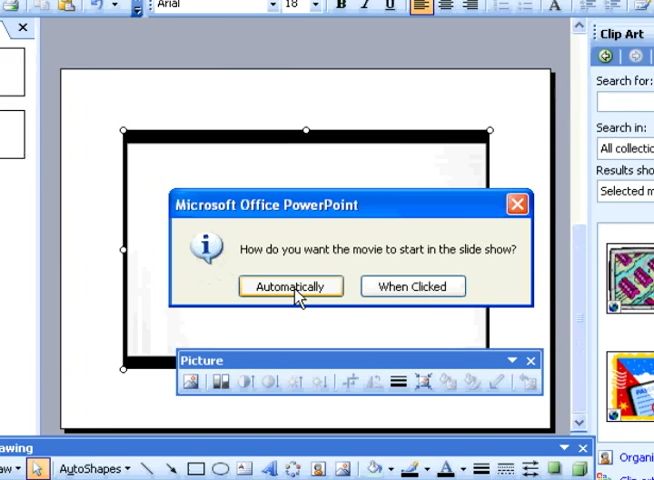 Arial 18 B I U A
Clip Art
Search for:
Search in:
All collectio
Results sho
Selected m
Microsoft Office PowerPoint
How do you want the movie to start in the slide show?
Automatically When Clicked
Picture
rawing
aw AutoShapes A
Organi